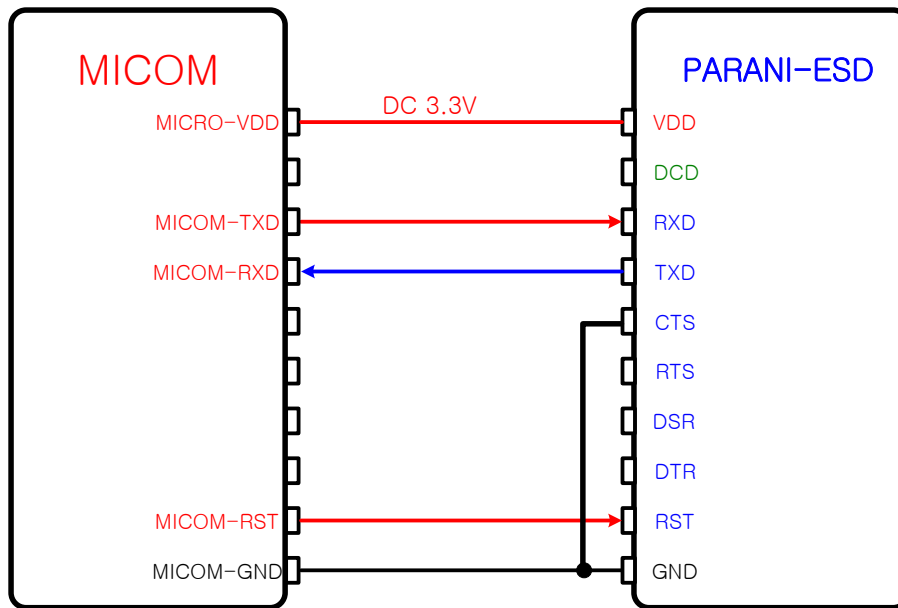 MICOM
PARANI-ESD
DC 3.3V
MICRO-VDD
VDD
DCD
MICOM-TXD
RXD
MICOM-RXD
TXD
CTS
RTS
DSR
DTR
MICOM-RST
RST
MICOM-GND
GND